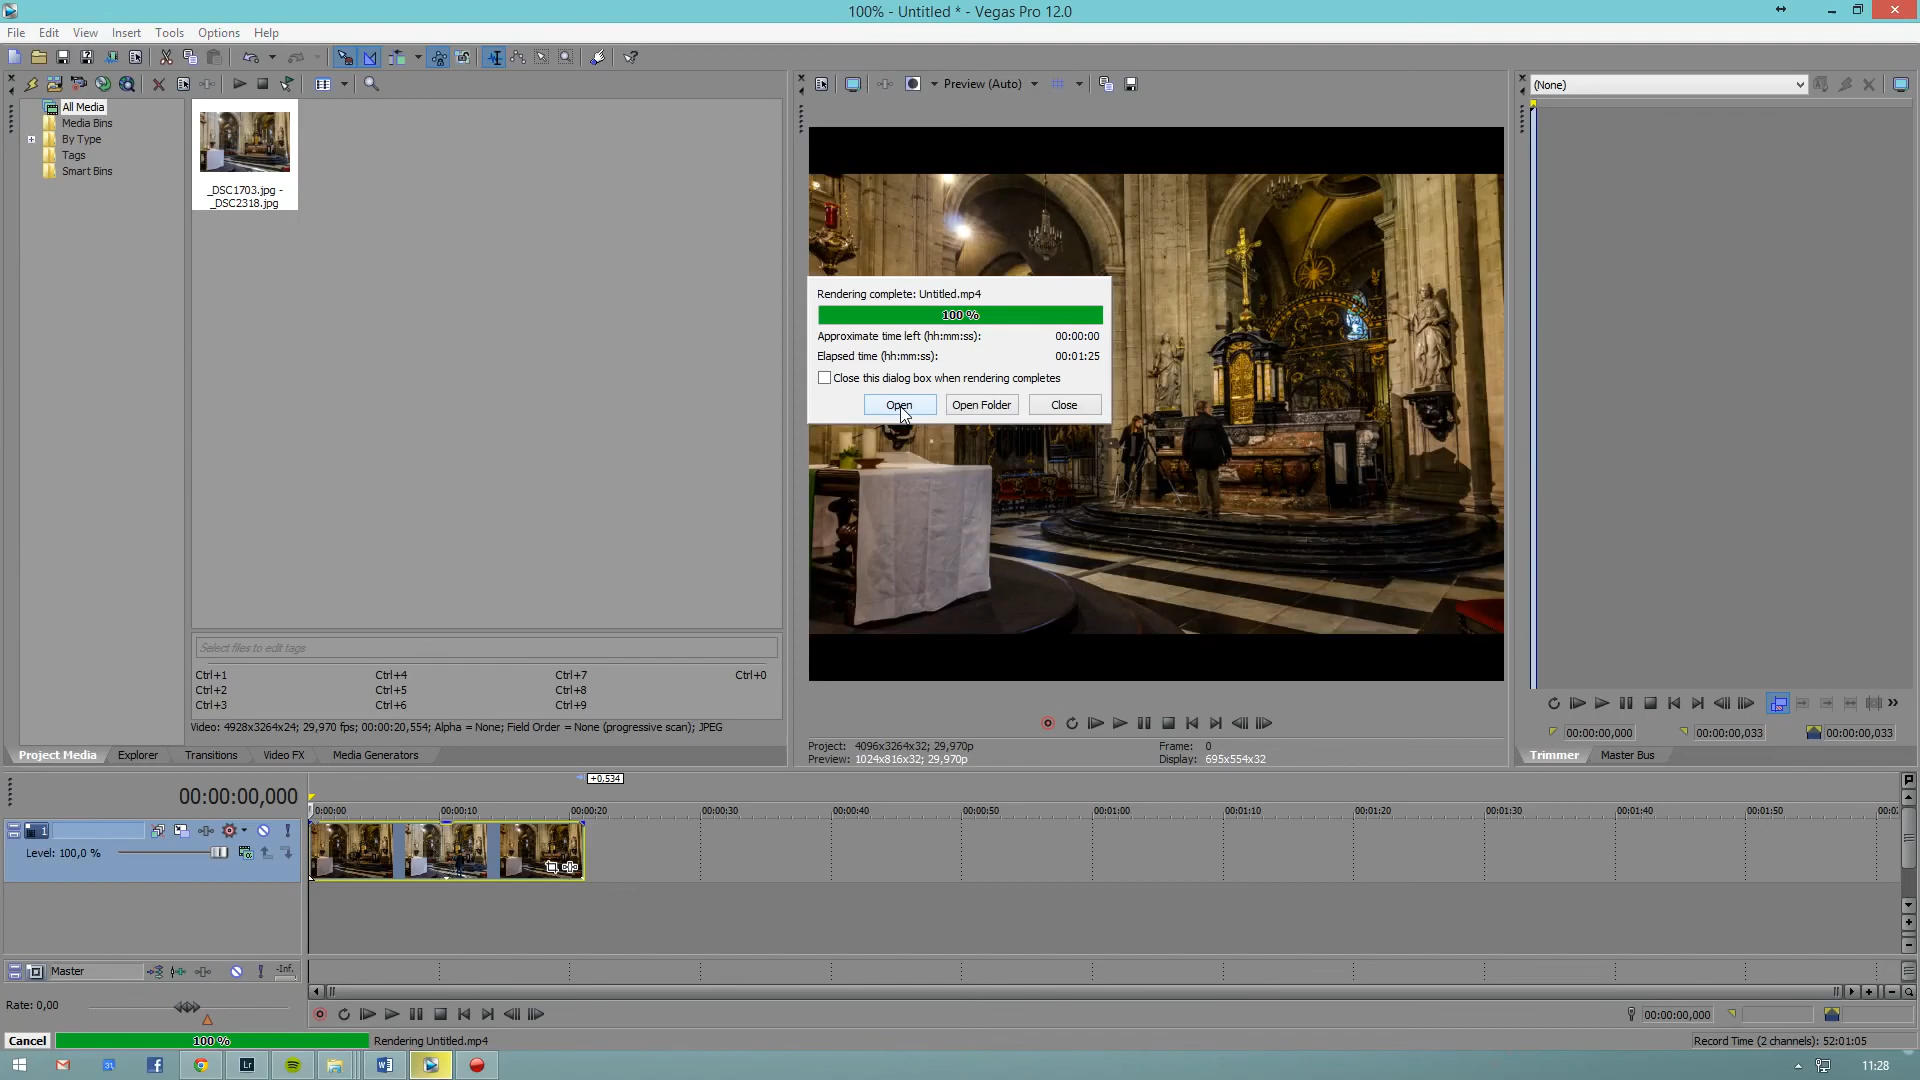 100% - Untitled * - Vegas Pro 12.0
File Edit View Insert Tools Options Help
Preview (Auto)
(None)
All Media
Media Bins
By Type
Tags
Smart Bins
_DSC1703.jpg -
_DSC2318.jpg
Rendering complete: Untitled.mp4
100 %
Approximate time left (hh:mm:ss): 00:00:00
Elapsed time (hh:mm:ss): 00:01:25
Close this dialog box when rendering completes
Open Open Folder Close
Select files to edit tags
Ctrl+1 Ctrl+4 Ctrl+7 Ctrl+0
Ctrl+2 Ctrl+5 Ctrl+8
Ctrl+3 Ctrl+6 Ctrl+9
Video: 4928x3264x24; 29,970 fps; 00:00:20,554; Alpha = None; Field Order = None (progressive scan); JPEG
Project Media Explorer Transitions Video FX Media Generators
Project: 4096x3264x32; 29,970p Frame: 0
Preview: 1024x816x32; 29,970p Display: 695x554x32
00:00:00,000 00:00:00,033 00:00:00,033
Trimmer Master Bus
+0,534
00:00:00,000
0:00:00 00:00:10 00:00:20 00:00:30 00:00:40 00:00:50 00:01:00 00:01:10 00:01:20 00:01:30 00:01:40 00:01:50 00:0
1
Level: 100,0 %
Master -Inf.
Rate: 0,00
00:00:00,000
Cancel 100 % Rendering Untitled.mp4 Record Time (2 channels): 52:01:05
31 f Lr W 11:28